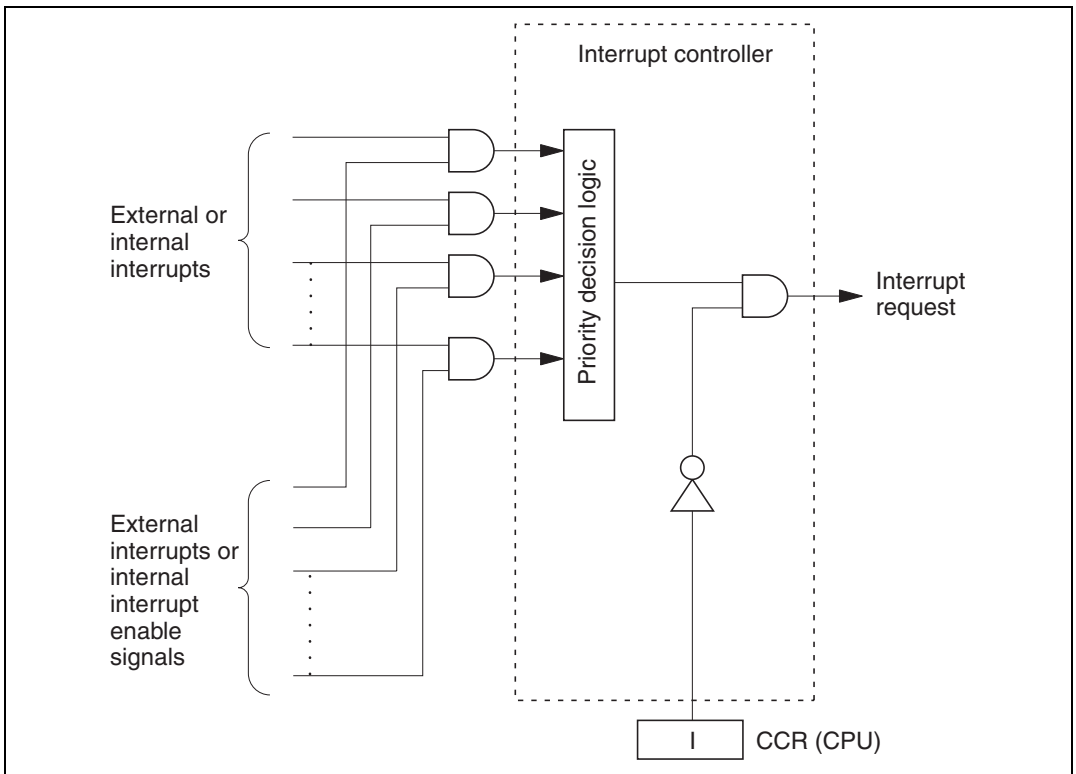 Interrupt controller
External or
internal
interrupts
Priority decision logic
Interrupt
request
External
interrupts or
internal
interrupt
enable
signals
I
CCR (CPU)